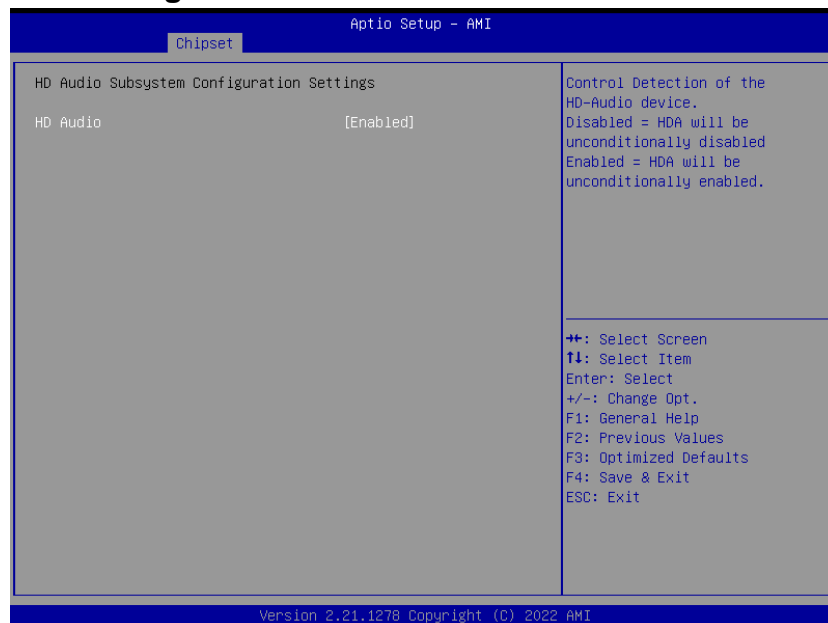 Aptio Setup – AMI
Chipset
HD Audio Subsystem Configuration Settings
HD Audio [Enabled]
Control Detection of the
HD-Audio device.
Disabled = HDA will be
unconditionally disabled
Enabled = HDA will be
unconditionally enabled.
→←: Select Screen
↑↓: Select Item
Enter: Select
+/-: Change Opt.
F1: General Help
F2: Previous Values
F3: Optimized Defaults
F4: Save & Exit
ESC: Exit
Version 2.21.1278 Copyright (C) 2022 AMI